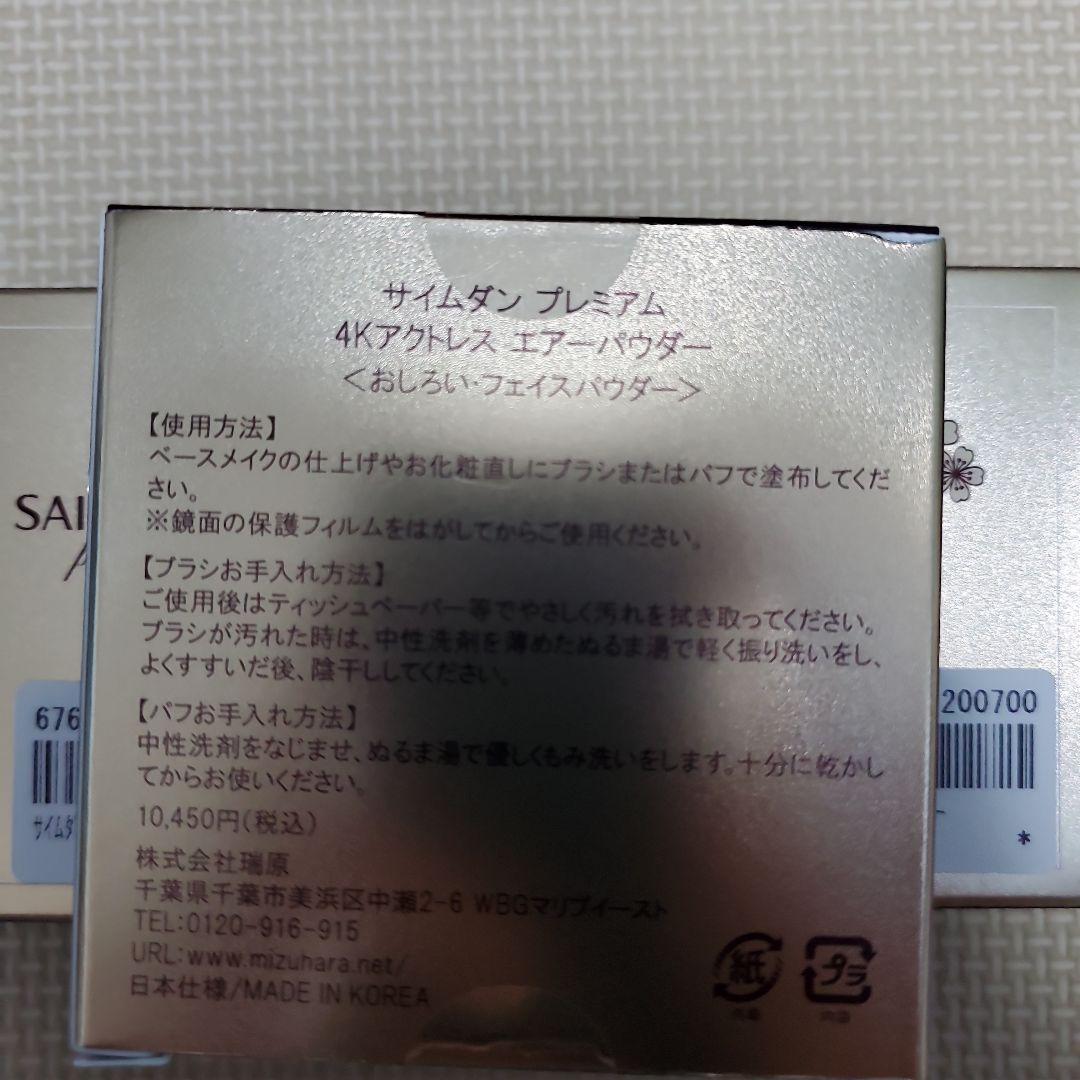 サイムダン プレミアム
4Kアクトレス エアーパウダー
<おしろい・フェイスパウダー>
【使用方法】
ベースメイクの仕上げやお化粧直しにブラシまたはパフで塗布してくだ
さい。
※鏡面の保護フィルムをはがしてからご使用ください。
【ブラシお手入れ方法】
ご使用後はティッシュペーパー等でやさしく汚れを拭き取ってください。
ブラシが汚れた時は、中性洗剤を薄めたぬるま湯で軽く振り洗いをし、
よくすすいだ後、陰干ししてください。
【パフお手入れ方法】
中性洗剤をなじませ、ぬるま湯で優しくもみ洗いをします。十分に乾かし
てからお使いください。
10,450円(税込)
株式会社瑞原
千葉県千葉市美浜区中瀬2-6 WBGマリブイースト
TEL:0120-916-915
URL:www.mizuhara.net/
日本仕様/MADE IN KOREA
紙
プラ
SAI
A
676
サイムダ
200700
*